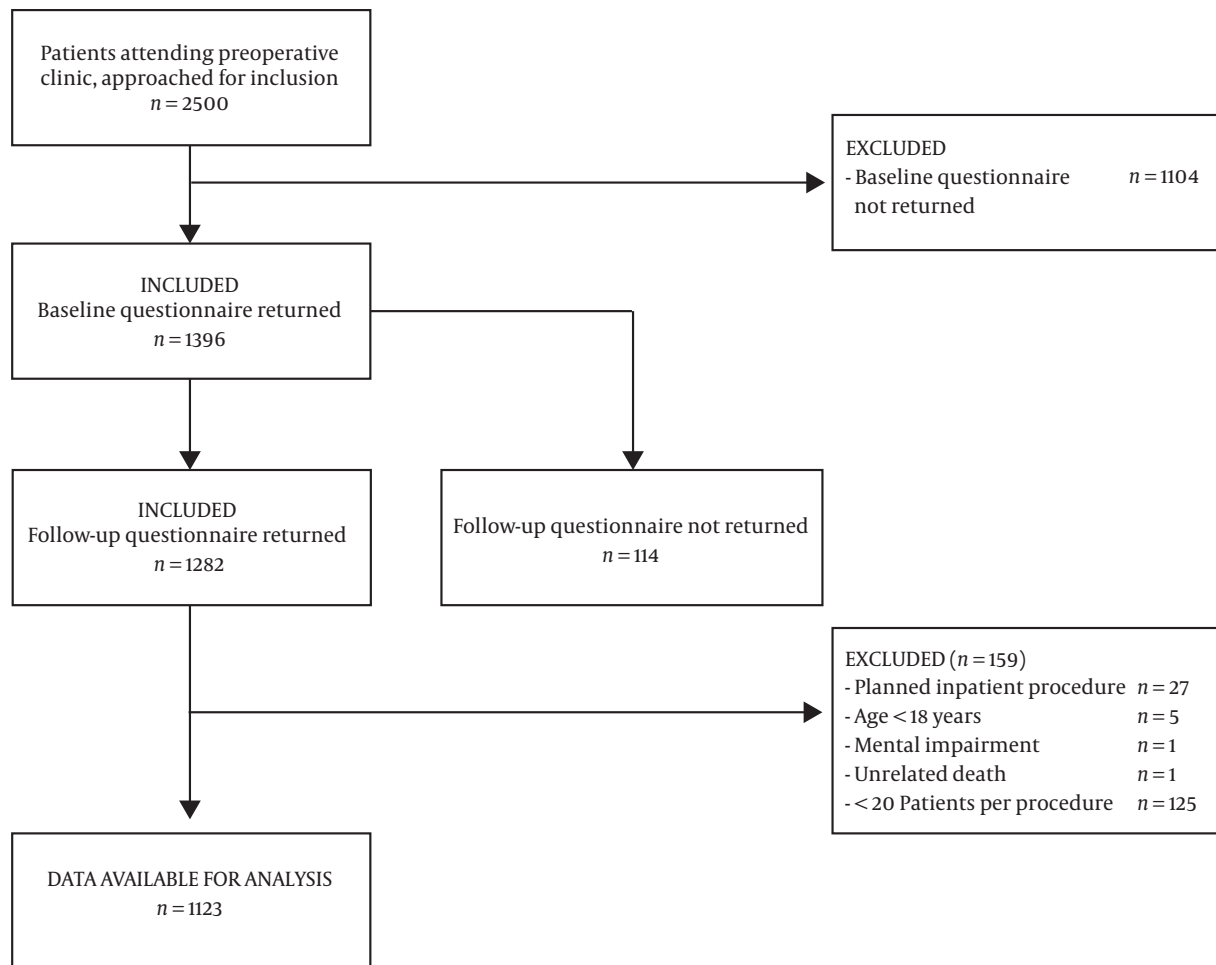 Patients attending preoperative
clinic, approached for inclusion
n = 2500
EXCLUDED
- Baseline questionnaire n = 1104
not returned
INCLUDED
Baseline questionnaire returned
n = 1396
INCLUDED
Follow-up questionnaire returned
n = 1282
Follow-up questionnaire not returned
n = 114
EXCLUDED (n = 159)
- Planned inpatient procedure n = 27
- Age < 18 years n = 5
- Mental impairment n = 1
- Unrelated death n = 1
- < 20 Patients per procedure n = 125
DATA AVAILABLE FOR ANALYSIS
n = 1123